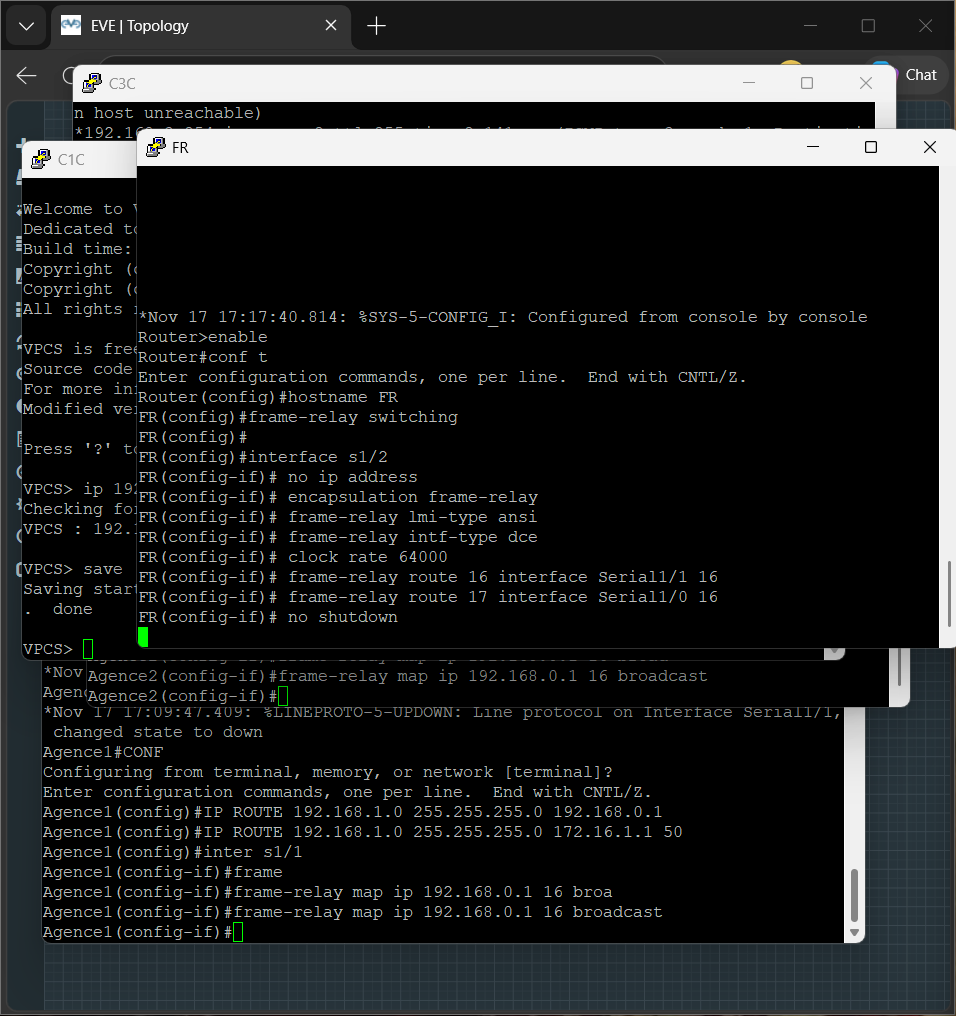 EVE | Topology
Chat
C3C
n host unreachable)
C1C
FR
Welcome to
Dedicated to
Build time:
Copyright (
Copyright (
All rights
VPCS is free
Source code
For more in
Modified ve
Press '?' to
VPCS> ip 192
Checking for
VPCS : 192.1
VPCS> save
Saving start
. done
VPCS>
*Nov 17 17:17:40.814: %SYS-5-CONFIG_I: Configured from console by console
Router>enable
Router#conf t
Enter configuration commands, one per line.  End with CNTL/Z.
Router(config)#hostname FR
FR(config)#frame-relay switching
FR(config)#
FR(config)#interface s1/2
FR(config-if)# no ip address
FR(config-if)# encapsulation frame-relay
FR(config-if)# frame-relay lmi-type ansi
FR(config-if)# frame-relay intf-type dce
FR(config-if)# clock rate 64000
FR(config-if)# frame-relay route 16 interface Serial1/1 16
FR(config-if)# frame-relay route 17 interface Serial1/0 16
FR(config-if)# no shutdown
Agence2(config-if)#frame-relay map ip 192.168.0.1 16 broadcast
Agence2(config-if)#
*Nov
Agenc
*Nov 17 17:09:47.409: %LINEPROTO-5-UPDOWN: Line protocol on Interface Serial1/1,
changed state to down
Agence1#CONF
Configuring from terminal, memory, or network [terminal]?
Enter configuration commands, one per line.  End with CNTL/Z.
Agence1(config)#IP ROUTE 192.168.1.0 255.255.255.0 192.168.0.1
Agence1(config)#IP ROUTE 192.168.1.0 255.255.255.0 172.16.1.1 50
Agence1(config)#inter s1/1
Agence1(config-if)#frame
Agence1(config-if)#frame-relay map ip 192.168.0.1 16 broa
Agence1(config-if)#frame-relay map ip 192.168.0.1 16 broadcast
Agence1(config-if)#